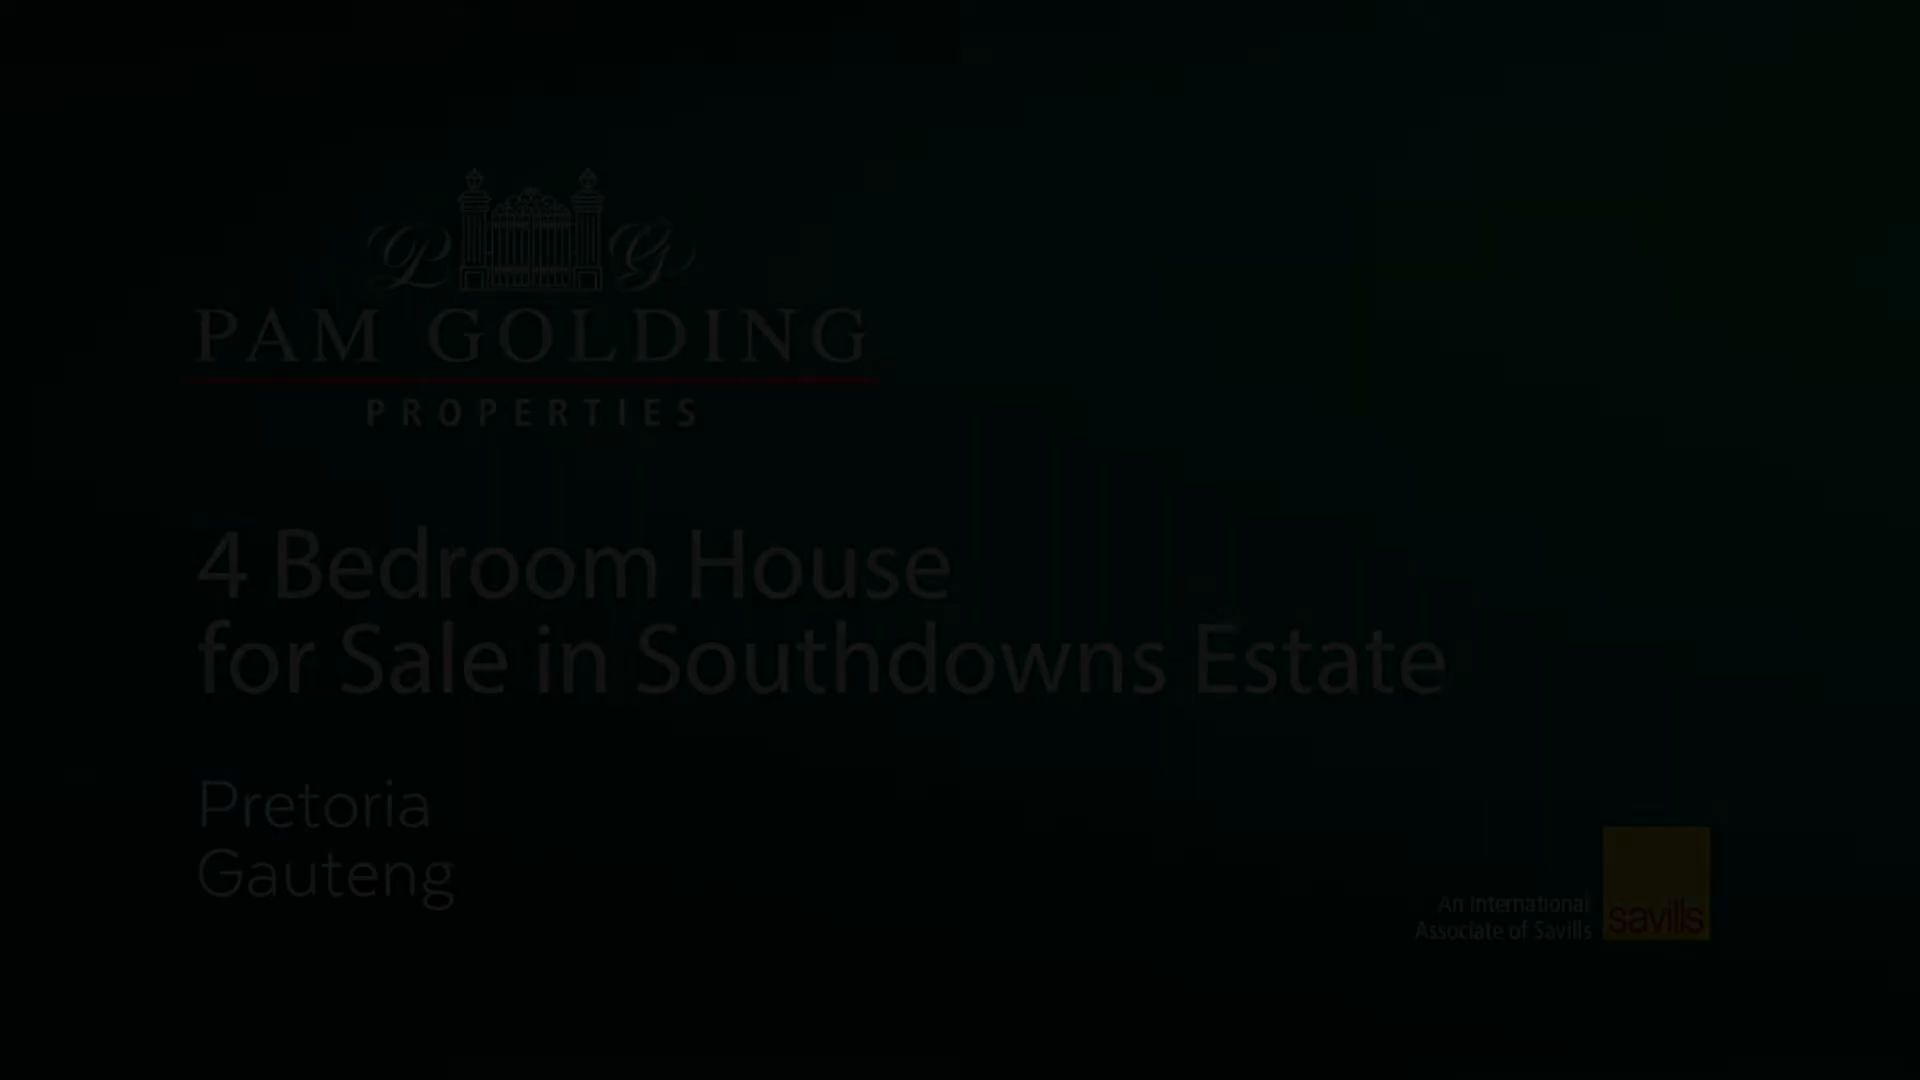 P G
PAM GOLDING
PROPERTIES
4 Bedroom House
for Sale in Southdowns Estate
Pretoria
Gauteng
An International
Associate of Savills
savills